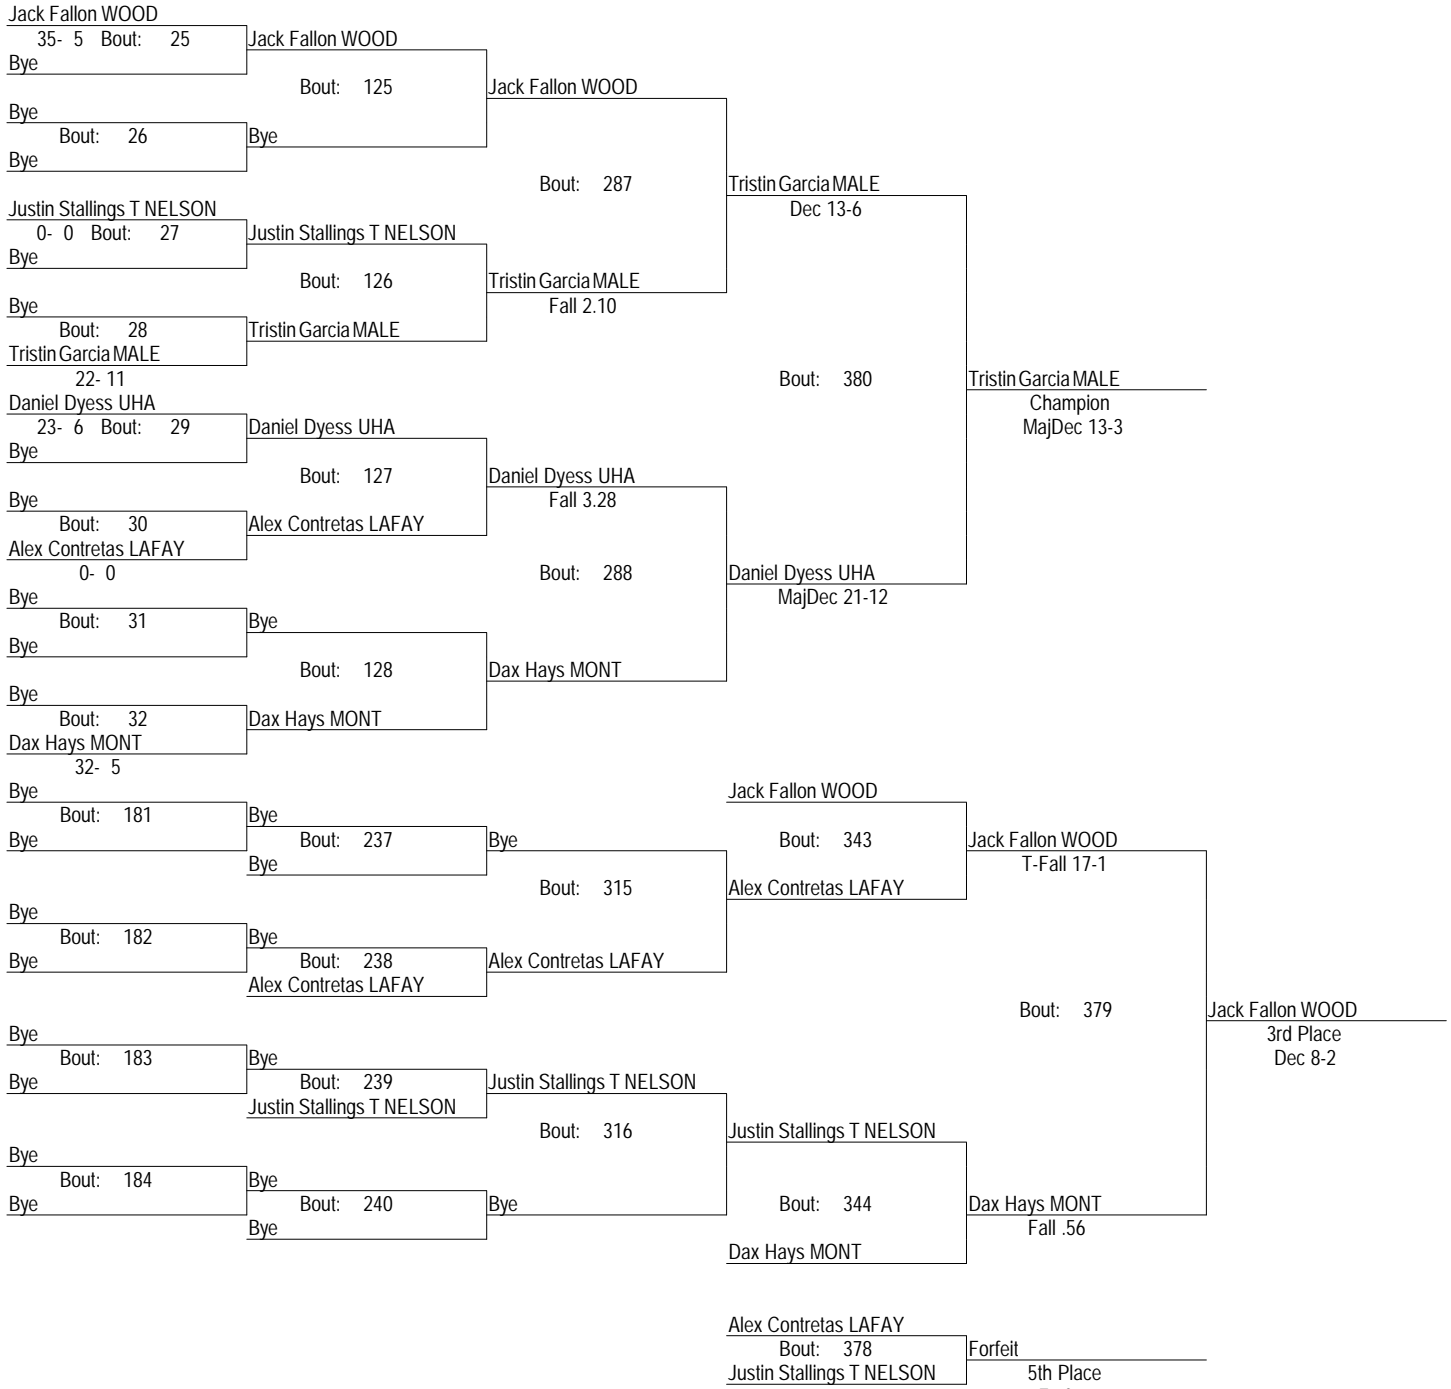 Jack Fallon WOOD
35- 5 Bout: 25 Jack Fallon WOOD
Bye
Bout: 125 Jack Fallon WOOD
Bye
Bout: 26 Bye
Bye
Bout: 287 Tristin Garcia MALE
Justin Stallings T NELSON Dec 13-6
0- 0 Bout: 27 Justin Stallings T NELSON
Bye
Bout: 126 Tristin Garcia MALE
Bye Fall 2.10
Bout: 28 Tristin Garcia MALE
Tristin Garcia MALE
22- 11 Bout: 380 Tristin Garcia MALE
Daniel Dyess UHA Champion
23- 6 Bout: 29 Daniel Dyess UHA MajDec 13-3
Bye
Bout: 127 Daniel Dyess UHA
Bye Fall 3.28
Bout: 30 Alex Contretas LAFAY
Alex Contretas LAFAY
0- 0 Bout: 288 Daniel Dyess UHA
Bye MajDec 21-12
Bout: 31 Bye
Bye
Bout: 128 Dax Hays MONT
Bye
Bout: 32 Dax Hays MONT
Dax Hays MONT
32- 5
Bye Jack Fallon WOOD
Bout: 181 Bye
Bye Bout: 237 Bye Bout: 343 Jack Fallon WOOD
Bye T-Fall 17-1
Bout: 315 Alex Contretas LAFAY
Bye
Bout: 182 Bye
Bye Bout: 238 Alex Contretas LAFAY
Alex Contretas LAFAY
Bout: 379 Jack Fallon WOOD
Bye 3rd Place
Bout: 183 Bye Dec 8-2
Bye Bout: 239 Justin Stallings T NELSON
Justin Stallings T NELSON
Bout: 316 Justin Stallings T NELSON
Bye
Bout: 184 Bye
Bye Bout: 240 Bye Bout: 344 Dax Hays MONT
Bye Fall .56
Dax Hays MONT
Alex Contretas LAFAY
Bout: 378 Forfeit
Justin Stallings T NELSON 5th Place